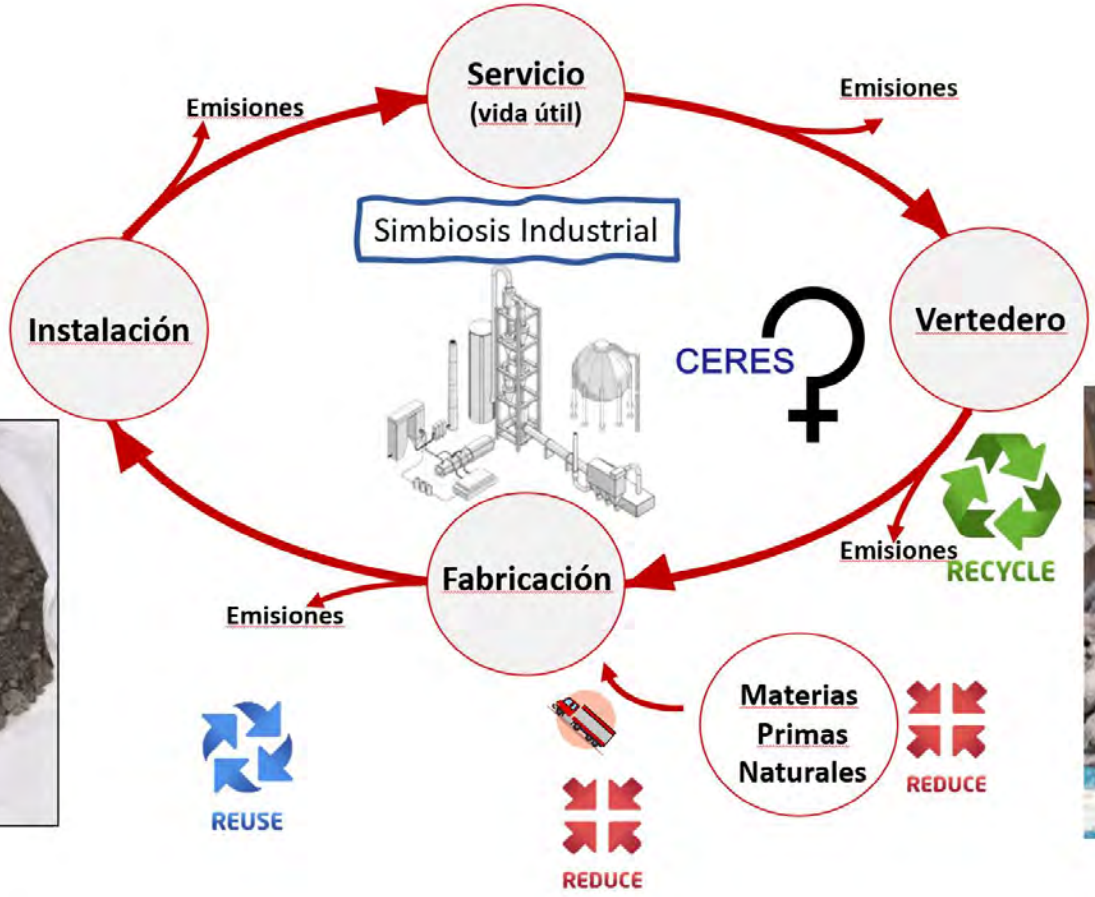 Servicio
(vida útil)
Emisiones
Emisiones
Simbiosis Industrial
Instalación
CERES
Vertedero
Emisiones
RECYCLE
Fabricación
Emisiones
Materias
Primas
Naturales
REDUCE
REUSE
REDUCE